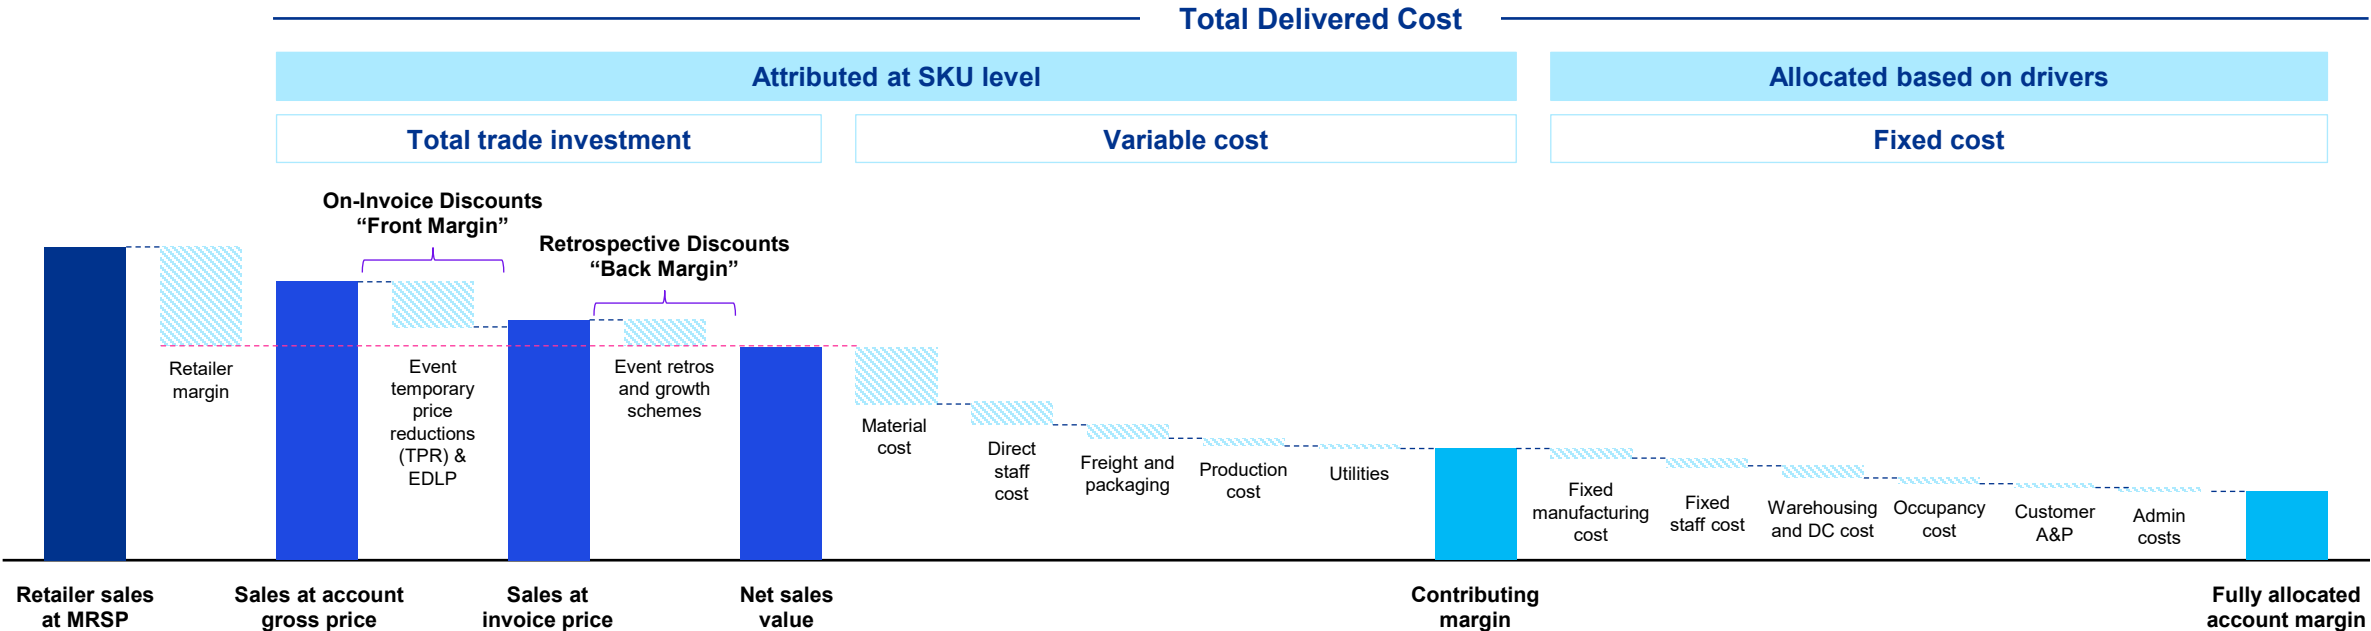 Total Delivered Cost
Attributed at SKU level
Allocated based on drivers
Total trade investment
Variable cost
Fixed cost
On-Invoice Discounts
“Front Margin”
Retrospective Discounts
“Back Margin”
Retailer
margin
Event
temporary
price
reductions
(TPR) &
EDLP
Event retros
and growth
schemes
Material
cost
Direct
staff
cost
Freight and
packaging
Production
cost
Utilities
Fixed
manufacturing
cost
Fixed
staff cost
Warehousing
and DC cost
Occupancy
cost
Customer
A&P
Admin
costs
Retailer sales
at MRSP
Sales at account
gross price
Sales at
invoice price
Net sales
value
Contributing
margin
Fully allocated
account margin